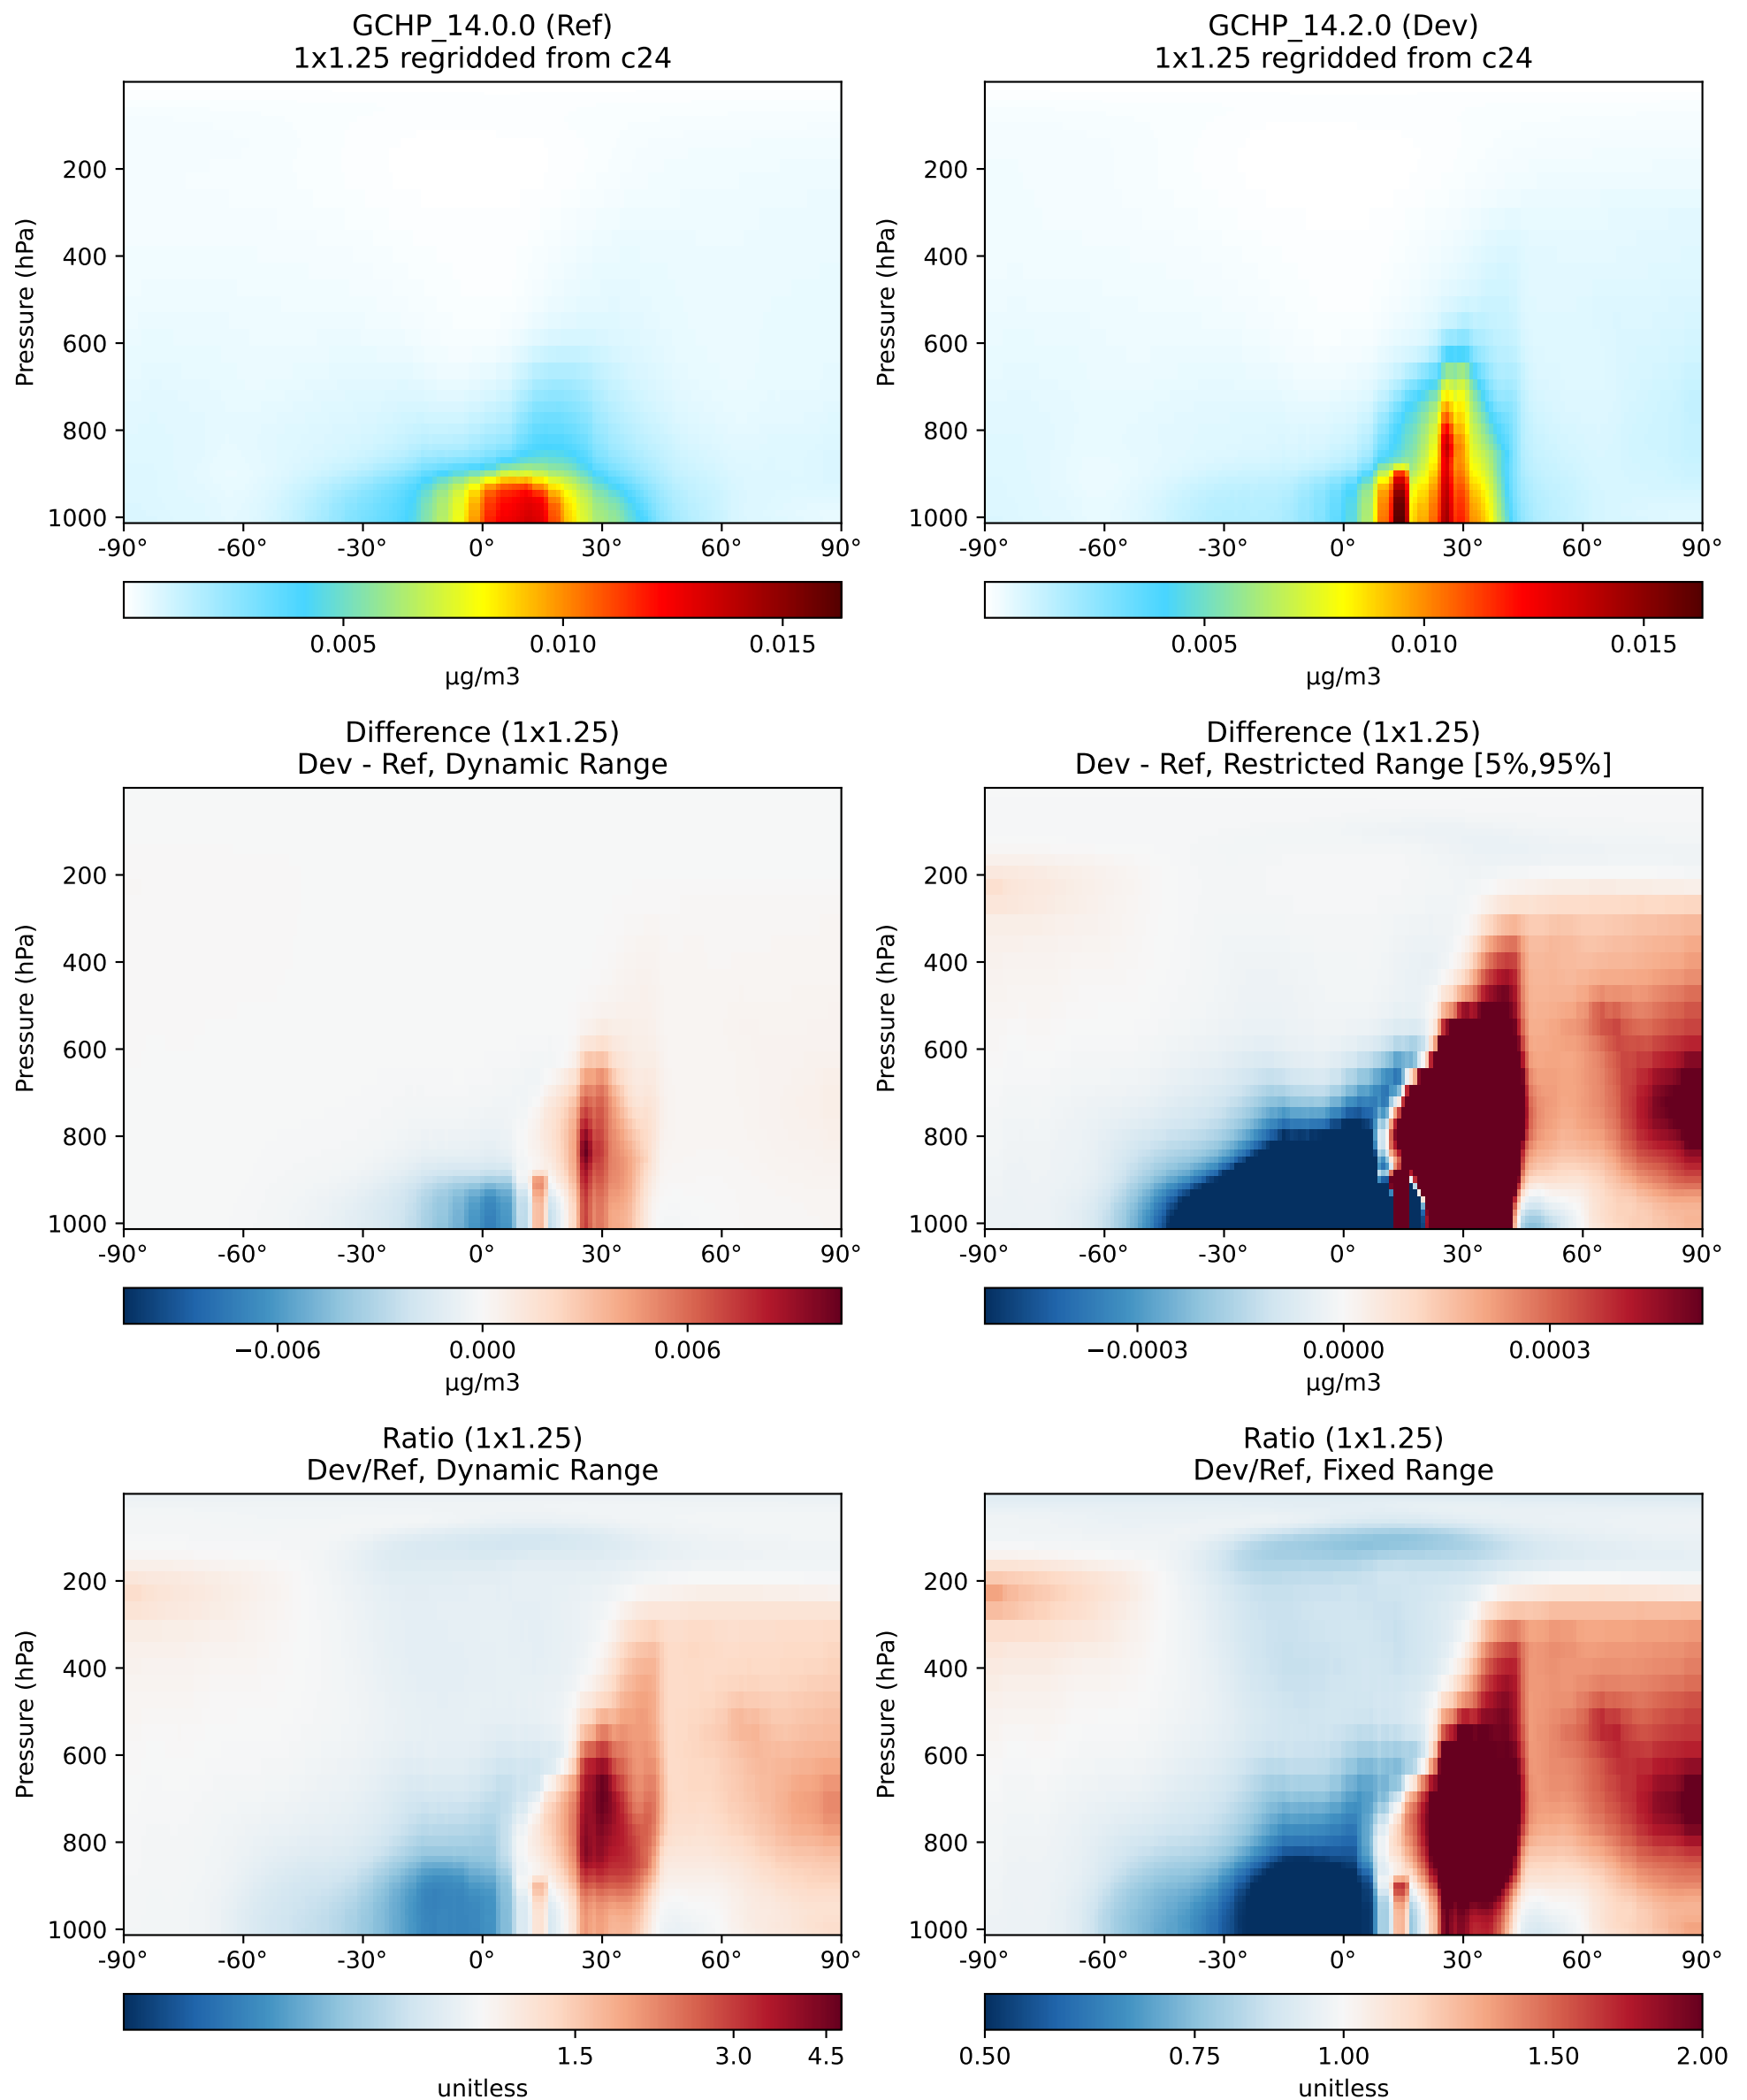 GCHP_14.0.0 (Ref)
1x1.25 regridded from c24
Pressure (hPa)
200
400
600
800
1000
-90° -60° -30° 0° 30° 60° 90°
0.005 0.010 0.015
µg/m3
GCHP_14.2.0 (Dev)
1x1.25 regridded from c24
Pressure (hPa)
200
400
600
800
1000
-90° -60° -30° 0° 30° 60° 90°
0.005 0.010 0.015
µg/m3
Difference (1x1.25)
Dev - Ref, Dynamic Range
Pressure (hPa)
200
400
600
800
1000
-90° -60° -30° 0° 30° 60° 90°
−0.006 0.000 0.006
µg/m3
Difference (1x1.25)
Dev - Ref, Restricted Range [5%,95%]
Pressure (hPa)
200
400
600
800
1000
-90° -60° -30° 0° 30° 60° 90°
−0.0003 0.0000 0.0003
µg/m3
Ratio (1x1.25)
Dev/Ref, Dynamic Range
Pressure (hPa)
200
400
600
800
1000
-90° -60° -30° 0° 30° 60° 90°
1.5 3.0 4.5
unitless
Ratio (1x1.25)
Dev/Ref, Fixed Range
Pressure (hPa)
200
400
600
800
1000
-90° -60° -30° 0° 30° 60° 90°
0.50 0.75 1.00 1.50 2.00
unitless